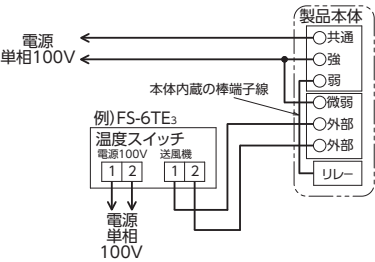 製品本体
共通
強
弱
微弱
外部
外部
リレー
電源
単相100V
本体内蔵の棒端子線
例)FS-6TE3
温度スイッチ
電源100V 送風機
1 2 1 2
電源
単相
100V